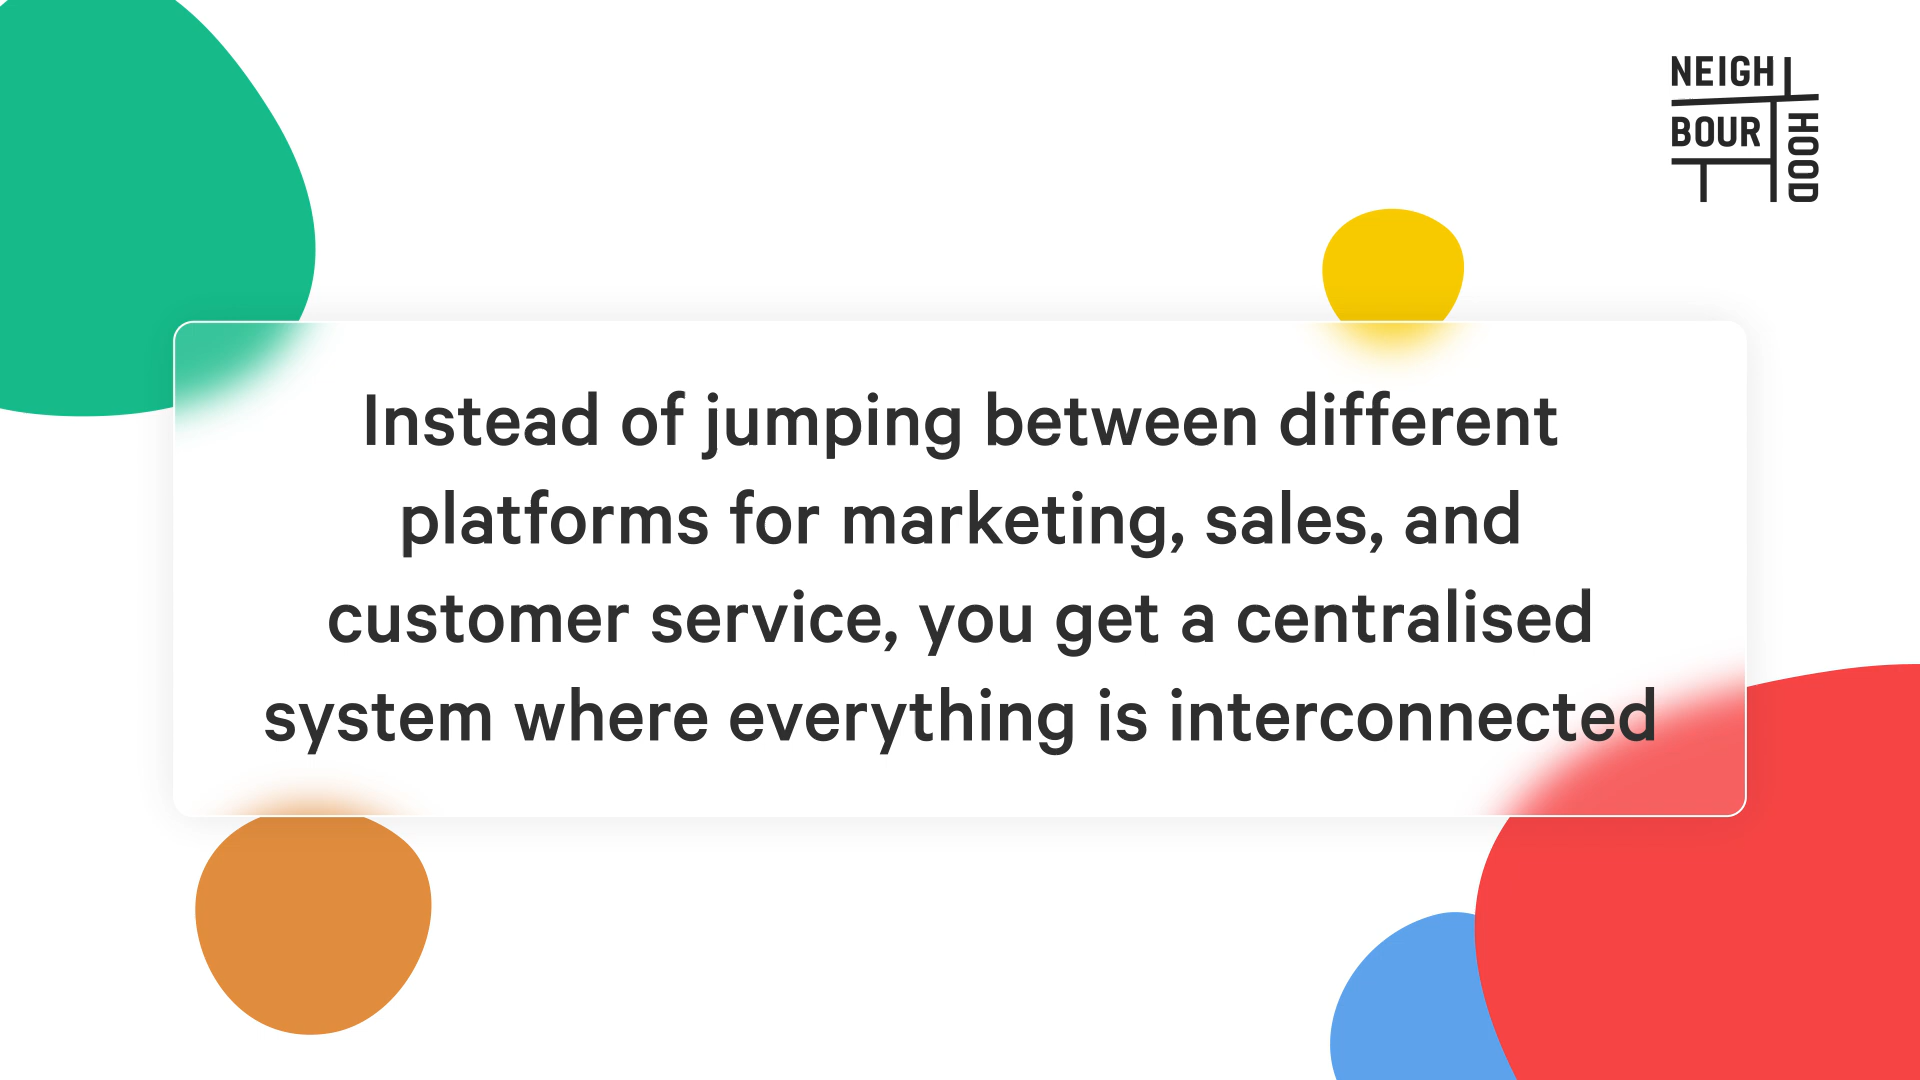 NEIGH
BOUR
HOOD
Instead of jumping between different
platforms for marketing, sales, and
customer service, you get a centralised
system where everything is interconnected